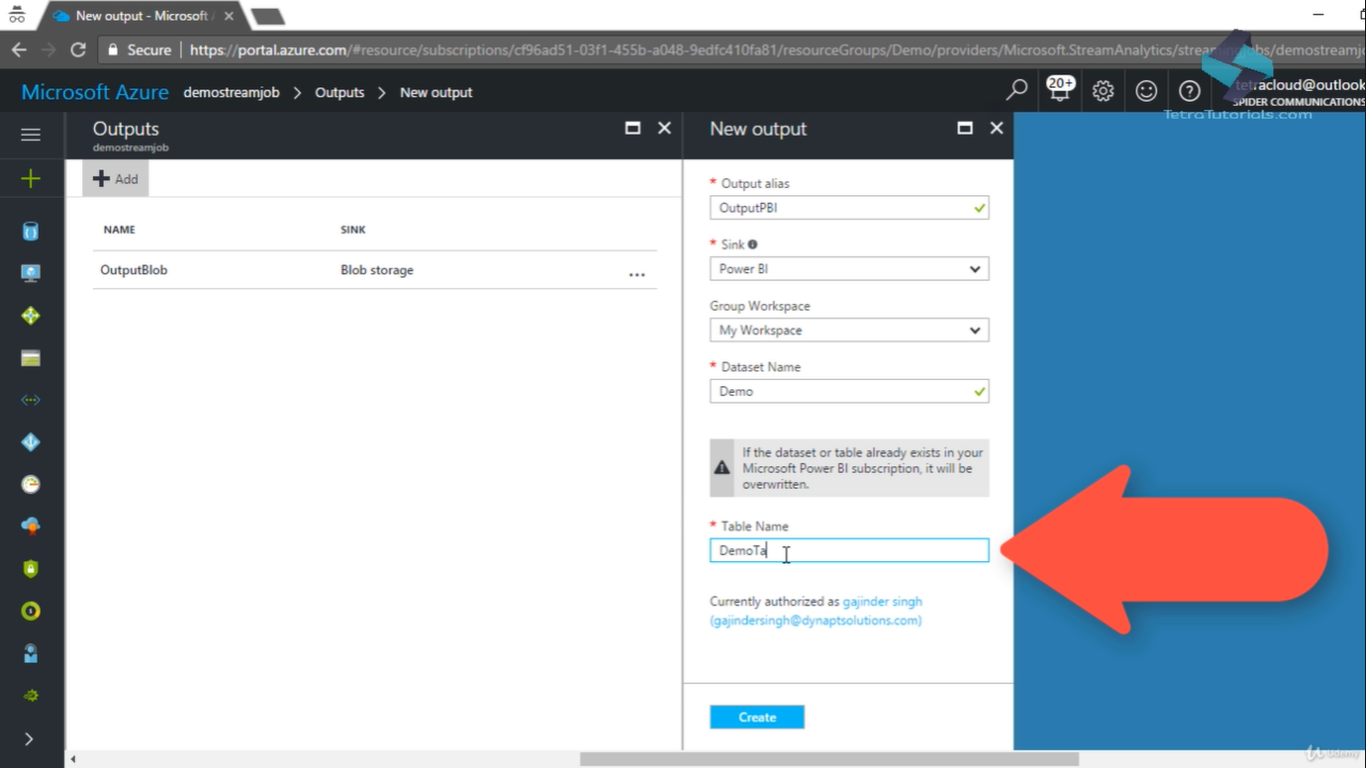 New output - Microsoft
Secure | https://portal.azure.com/#resource/subscriptions/cf96ad51-03f1-455b-a048-9edfc410fa81/resourceGroups/Demo/providers/Microsoft.StreamAnalytics/streamingjobs/demostreamjo
Microsoft Azure demostreamjob > Outputs > New output
20+
tetracloud@outlook
SPIDER COMMUNICATIONS
TetraTutorials.com
Outputs
demostreamjob
Add
NAME SINK
OutputBlob Blob storage ...
New output
* Output alias
OutputPBI
* Sink
Power BI
Group Workspace
My Workspace
* Dataset Name
Demo
If the dataset or table already exists in your
Microsoft Power BI subscription, it will be
overwritten.
* Table Name
DemoTa
Currently authorized as gajinder singh
(gajindersingh@dynaptsolutions.com)
Create
Udemy